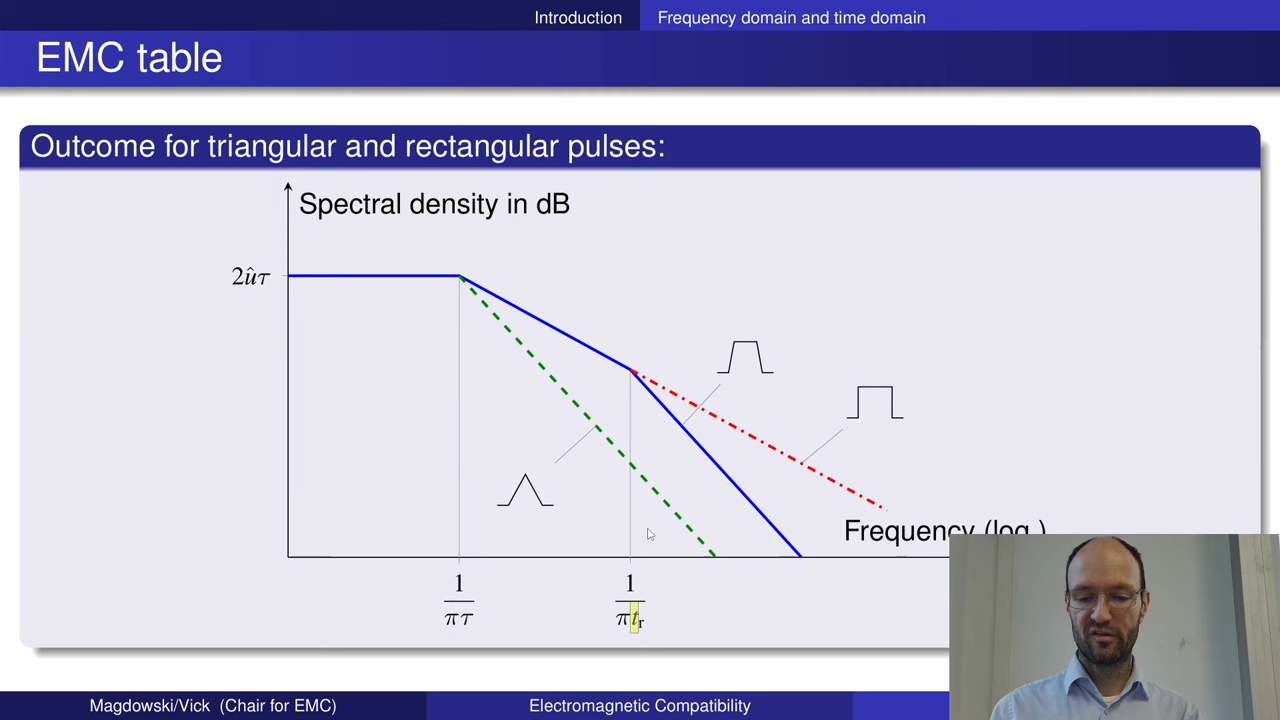 Introduction Frequency domain and time domain
EMC table
Outcome for triangular and rectangular pulses:
Spectral density in dB
2ûτ
Frequency (log.)
1/(πτ)
1/(πt_r)
Magdowski/Vick (Chair for EMC) Electromagnetic Compatibility